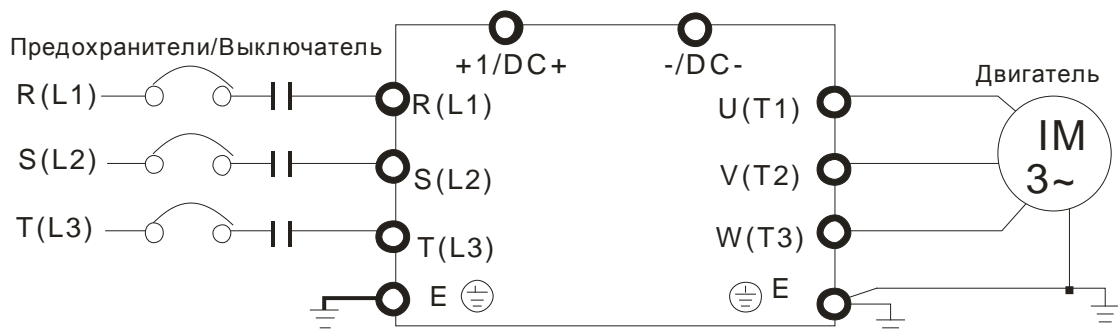 Предохранители/Выключатель
+1/DC+
-/DC-
Двигатель
R(L1)
R(L1)
U(T1)
IM
3~
S(L2)
S(L2)
V(T2)
T(L3)
T(L3)
W(T3)
E
E